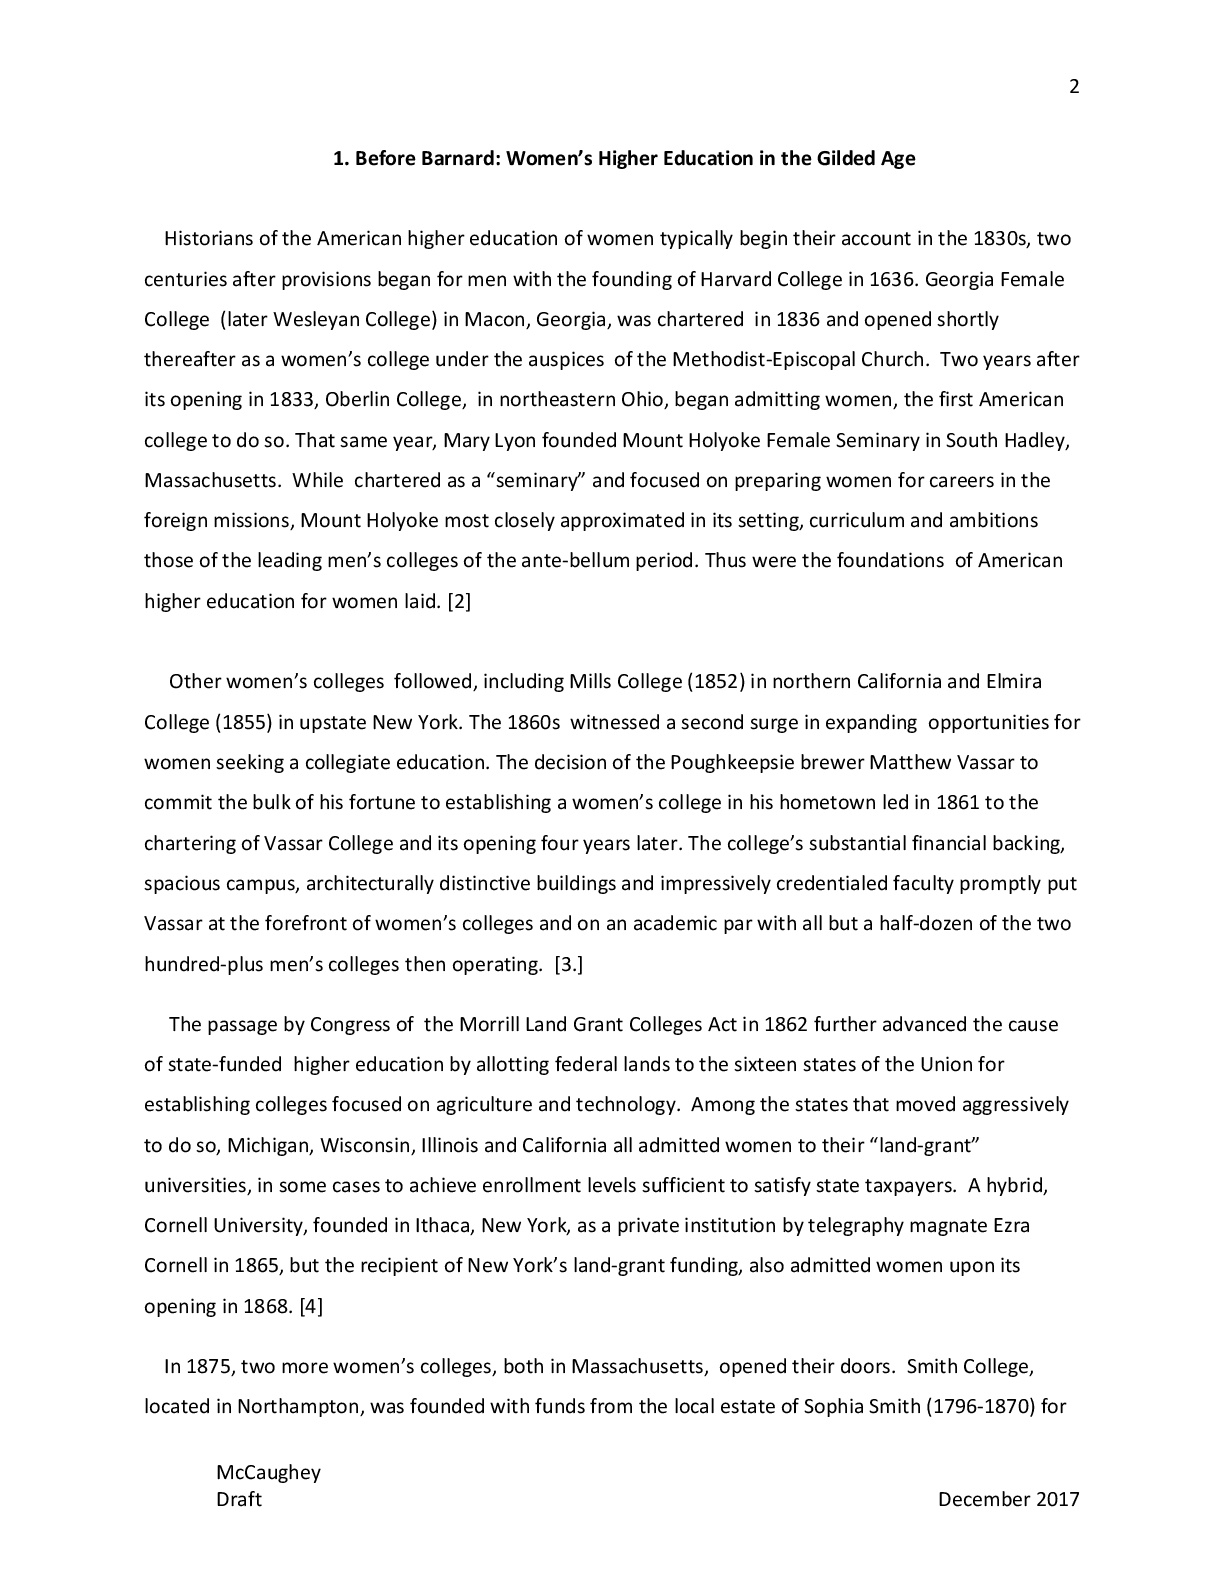 2
1. Before Barnard: Women’s Higher Education in the Gilded Age
Historians of the American higher education of women typically begin their account in the 1830s, two
centuries after provisions began for men with the founding of Harvard College in 1636. Georgia Female
College  (later Wesleyan College) in Macon, Georgia, was chartered  in 1836 and opened shortly
thereafter as a women’s college under the auspices  of the Methodist-Episcopal Church.  Two years after
its opening in 1833, Oberlin College,  in northeastern Ohio, began admitting women, the first American
college to do so. That same year, Mary Lyon founded Mount Holyoke Female Seminary in South Hadley,
Massachusetts.  While  chartered as a “seminary” and focused on preparing women for careers in the
foreign missions, Mount Holyoke most closely approximated in its setting, curriculum and ambitions
those of the leading men’s colleges of the ante-bellum period. Thus were the foundations  of American
higher education for women laid. [2]
Other women’s colleges  followed, including Mills College (1852) in northern California and Elmira
College (1855) in upstate New York. The 1860s  witnessed a second surge in expanding  opportunities for
women seeking a collegiate education. The decision of the Poughkeepsie brewer Matthew Vassar to
commit the bulk of his fortune to establishing a women’s college in his hometown led in 1861 to the
chartering of Vassar College and its opening four years later. The college’s substantial financial backing,
spacious campus, architecturally distinctive buildings and impressively credentialed faculty promptly put
Vassar at the forefront of women’s colleges and on an academic par with all but a half-dozen of the two
hundred-plus men’s colleges then operating.  [3.]
The passage by Congress of  the Morrill Land Grant Colleges Act in 1862 further advanced the cause
of state-funded  higher education by allotting federal lands to the sixteen states of the Union for
establishing colleges focused on agriculture and technology.  Among the states that moved aggressively
to do so, Michigan, Wisconsin, Illinois and California all admitted women to their “land-grant”
universities, in some cases to achieve enrollment levels sufficient to satisfy state taxpayers.  A hybrid,
Cornell University, founded in Ithaca, New York, as a private institution by telegraphy magnate Ezra
Cornell in 1865, but the recipient of New York’s land-grant funding, also admitted women upon its
opening in 1868. [4]
In 1875, two more women’s colleges, both in Massachusetts,  opened their doors.  Smith College,
located in Northampton, was founded with funds from the local estate of Sophia Smith (1796-1870) for
McCaughey
Draft December 2017